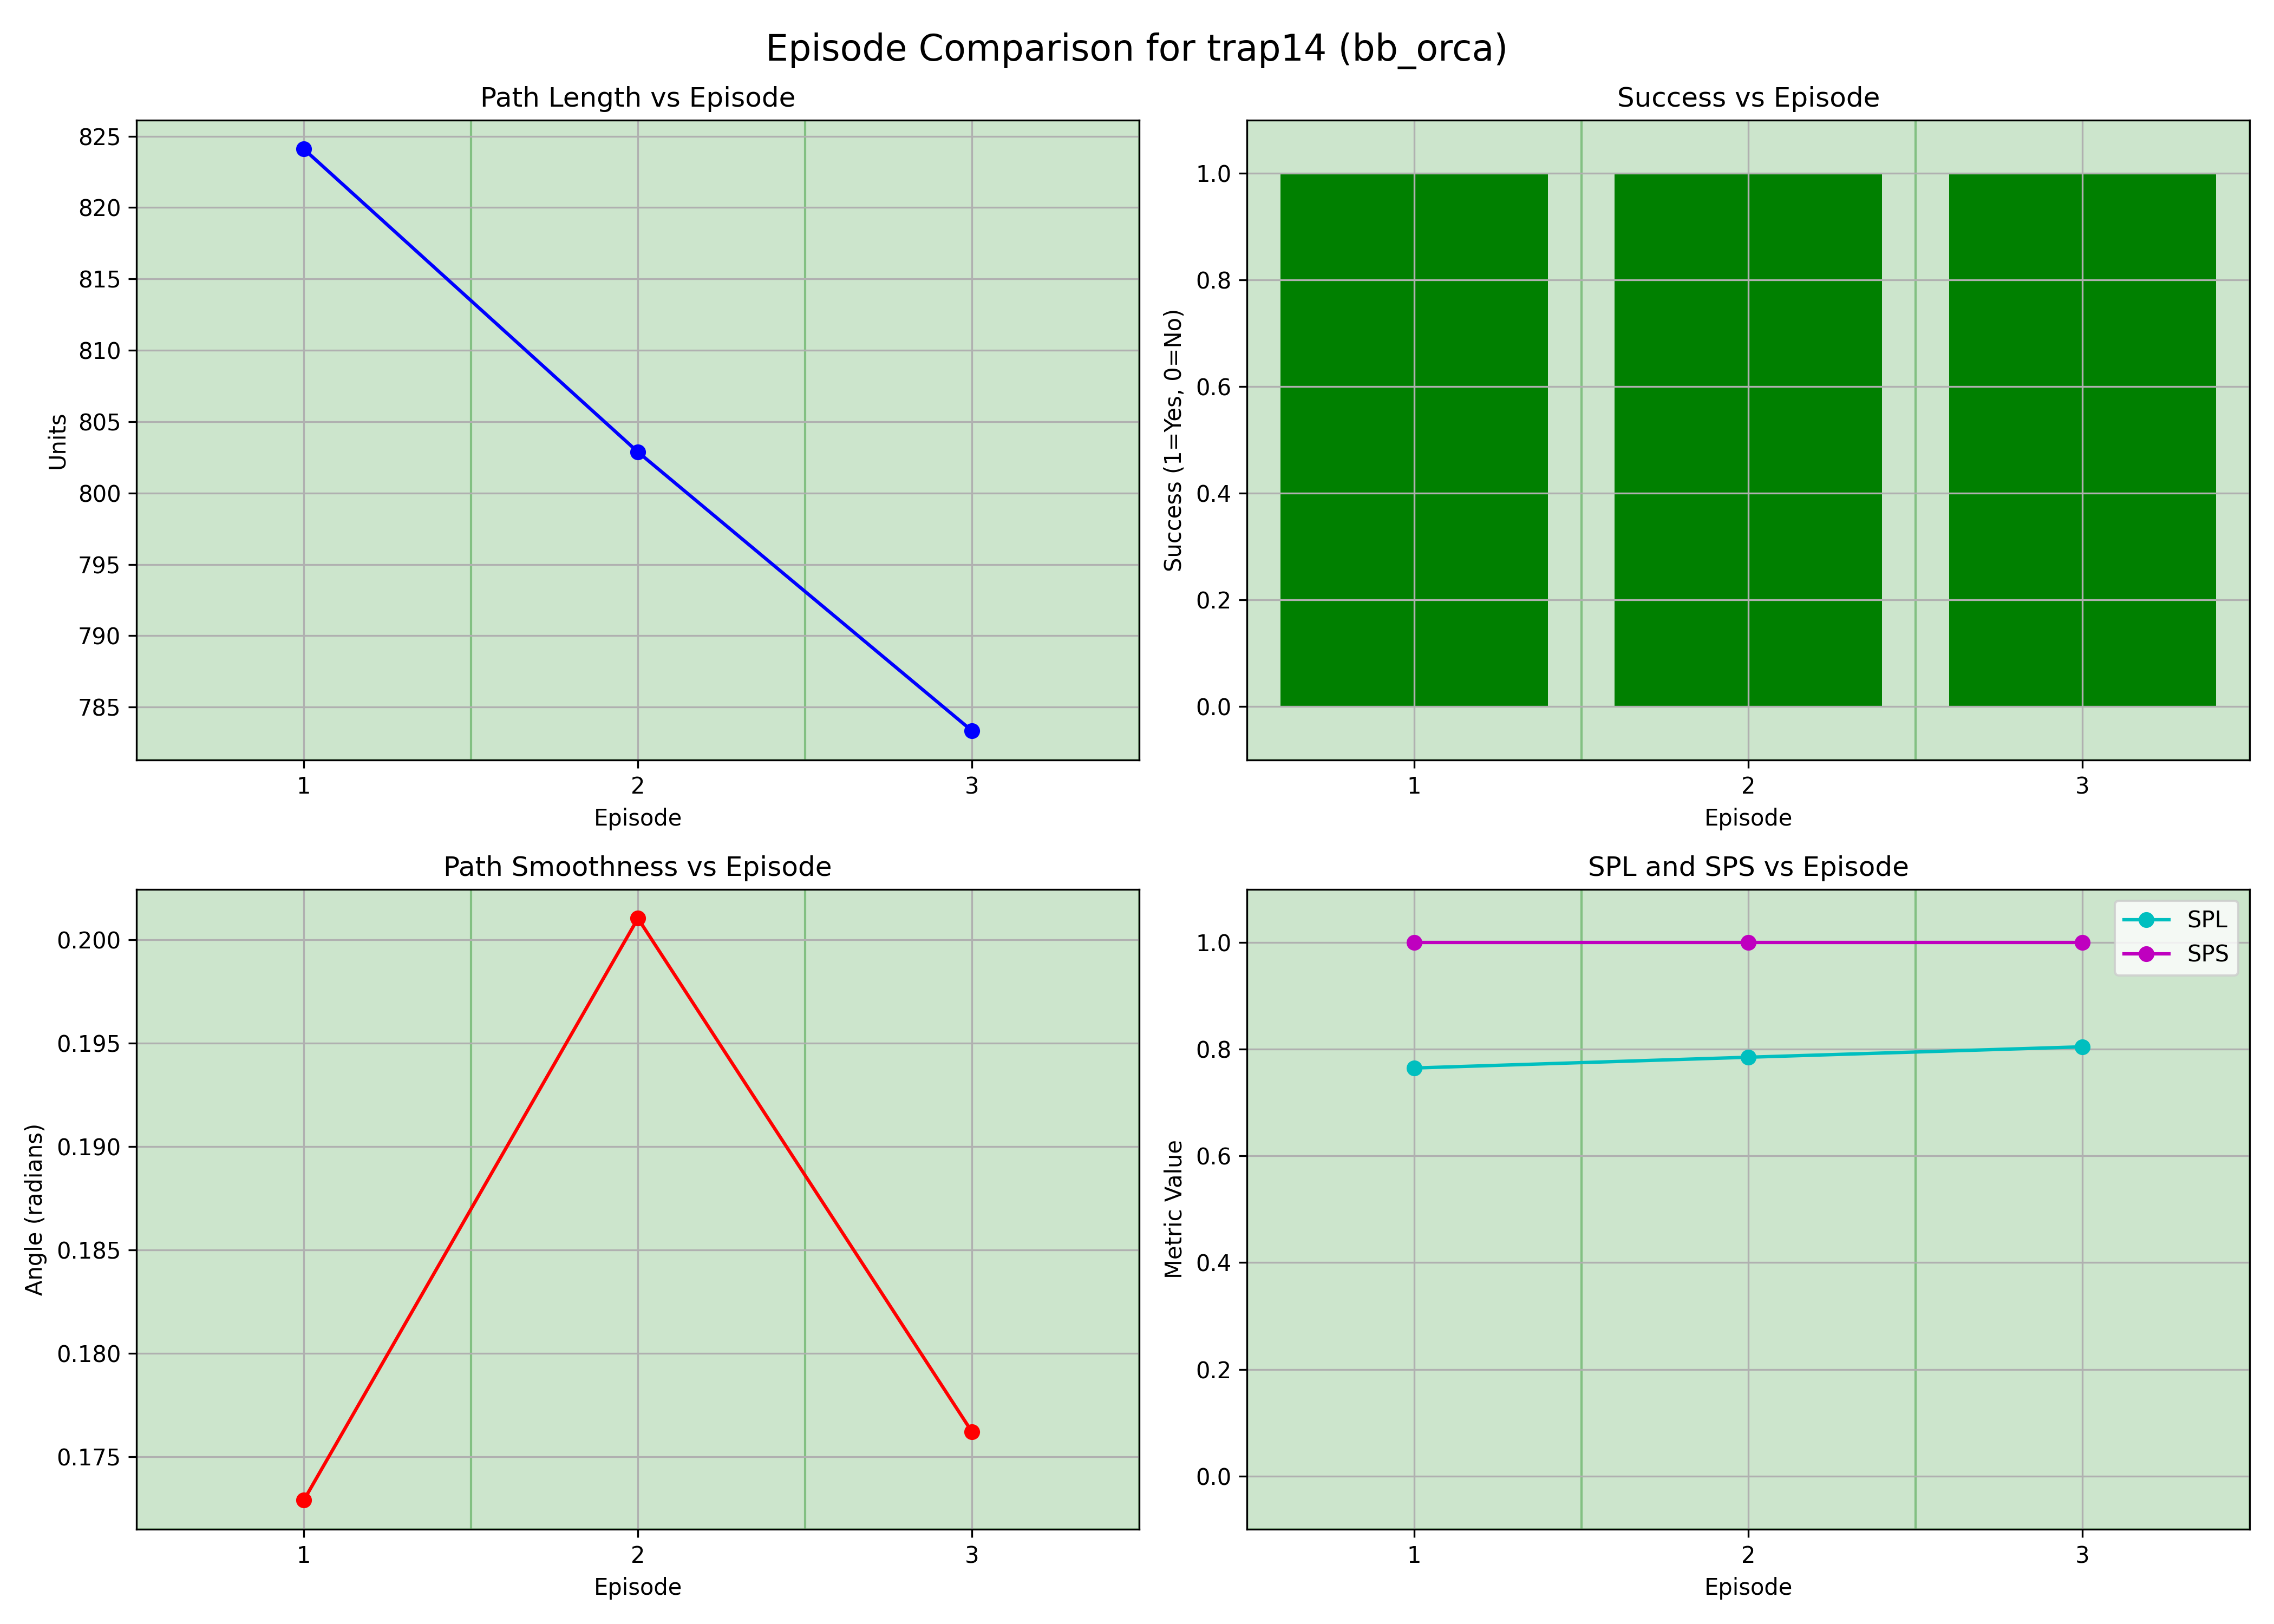 Episode Comparison for trap14 (bb_orca)
Path Length vs Episode
825
820
815
810
805
800
795
790
785
Units
1 2 3
Episode
Success vs Episode
1.0
0.8
0.6
0.4
0.2
0.0
Success (1=Yes, 0=No)
1 2 3
Episode
Path Smoothness vs Episode
0.200
0.195
0.190
0.185
0.180
0.175
Angle (radians)
1 2 3
Episode
SPL and SPS vs Episode
1.0
0.8
0.6
0.4
0.2
0.0
Metric Value
SPL
SPS
1 2 3
Episode